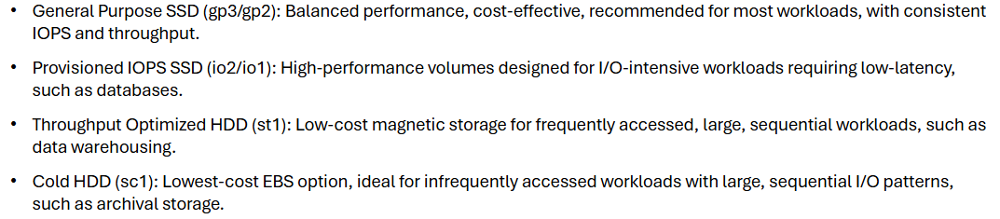 • General Purpose SSD (gp3/gp2): Balanced performance, cost-effective, recommended for most workloads, with consistent
IOPS and throughput.
• Provisioned IOPS SSD (io2/io1): High-performance volumes designed for I/O-intensive workloads requiring low-latency,
such as databases.
• Throughput Optimized HDD (st1): Low-cost magnetic storage for frequently accessed, large, sequential workloads, such as
data warehousing.
• Cold HDD (sc1): Lowest-cost EBS option, ideal for infrequently accessed workloads with large, sequential I/O patterns,
such as archival storage.